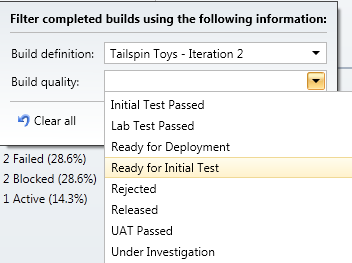 Filter completed builds using the following information:
Build definition: Tailspin Toys - Iteration 2
Build quality:
Initial Test Passed
Lab Test Passed
Ready for Deployment
Ready for Initial Test
Rejected
Released
UAT Passed
Under Investigation
Clear all
2 Failed (28.6%)
2 Blocked (28.6%)
1 Active (14.3%)